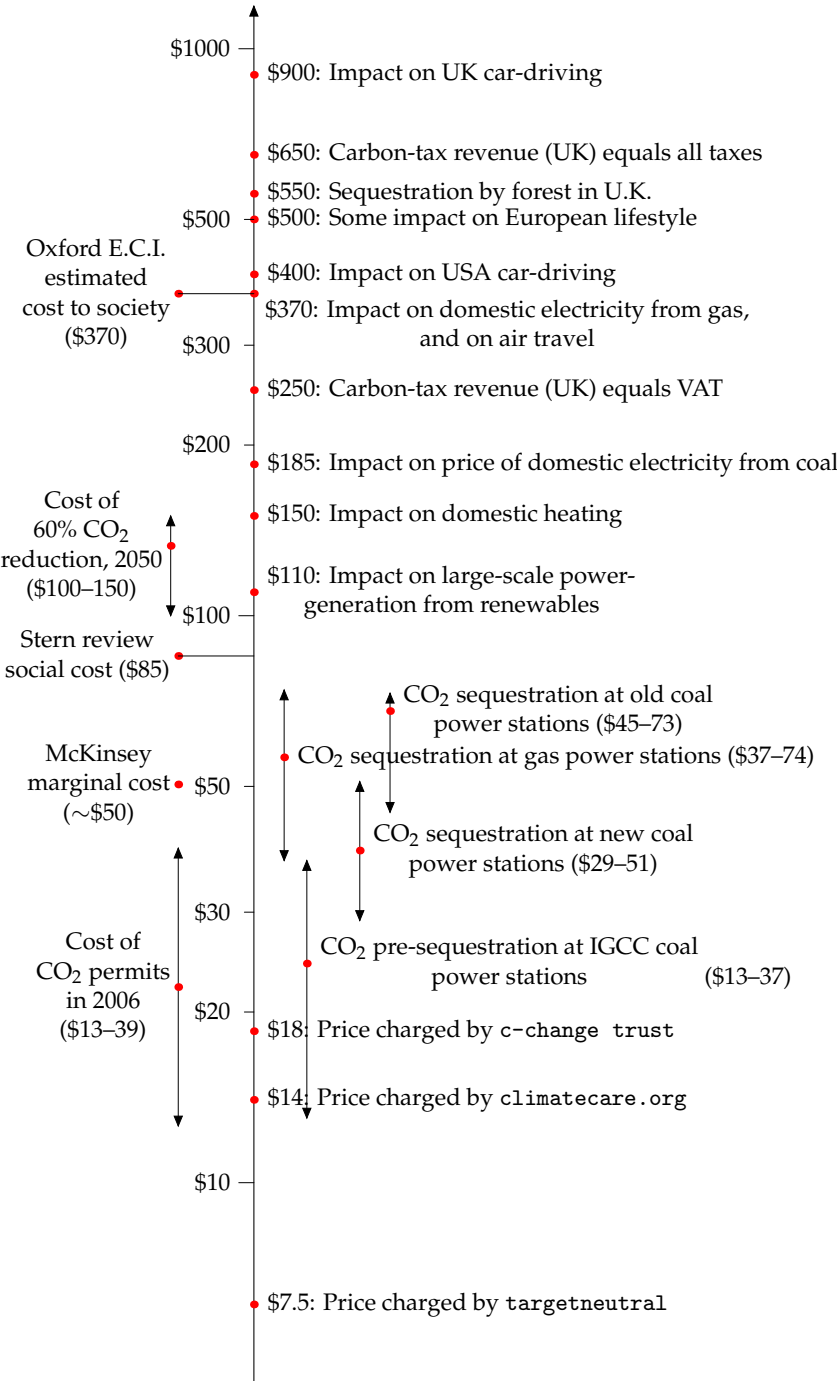 $1000
$900: Impact on UK car-driving
$650: Carbon-tax revenue (UK) equals all taxes
$550: Sequestration by forest in U.K.
$500
$500: Some impact on European lifestyle
Oxford E.C.I.
estimated
cost to society
($370)
$400: Impact on USA car-driving
$370: Impact on domestic electricity from gas,
and on air travel
$300
$250: Carbon-tax revenue (UK) equals VAT
$200
$185: Impact on price of domestic electricity from coal
Cost of
60% CO₂
reduction, 2050
($100–150)
$150: Impact on domestic heating
$110: Impact on large-scale power-
generation from renewables
$100
Stern review
social cost ($85)
CO₂ sequestration at old coal
power stations ($45–73)
CO₂ sequestration at gas power stations ($37–74)
McKinsey
marginal cost
(∼$50)
$50
CO₂ sequestration at new coal
power stations ($29–51)
$30
Cost of
CO₂ permits
in 2006
($13–39)
CO₂ pre-sequestration at IGCC coal
power stations ($13–37)
$20
$18: Price charged by c-change trust
$14: Price charged by climatecare.org
$10
$7.5: Price charged by targetneutral